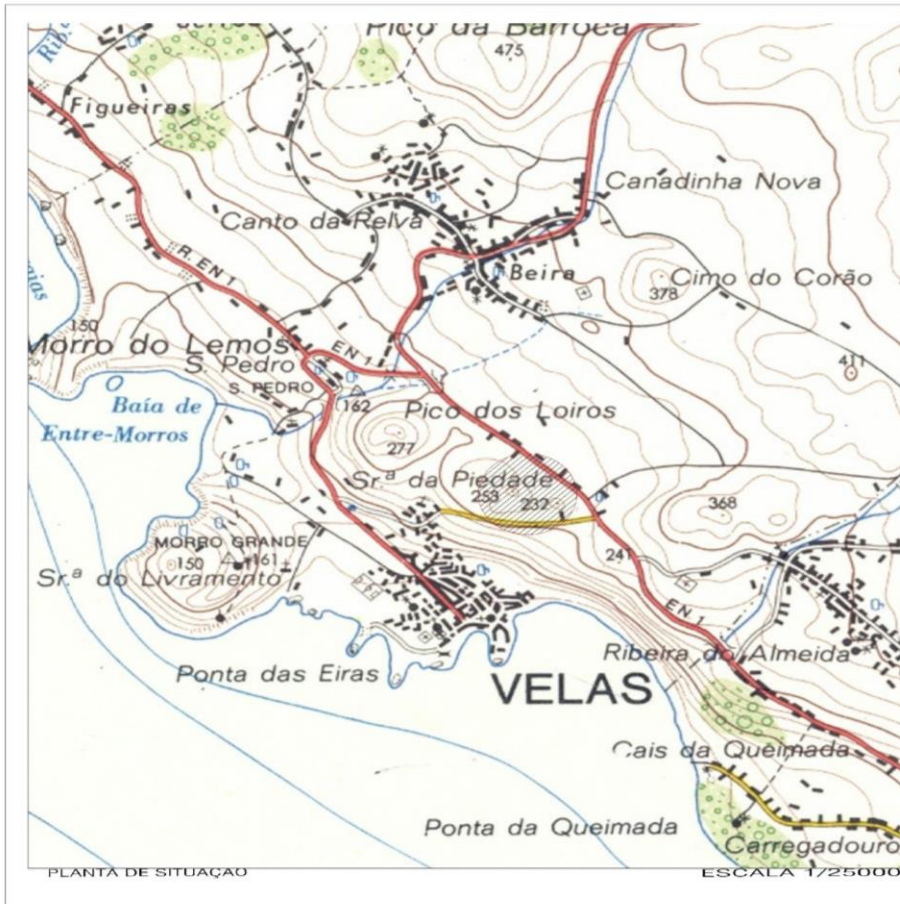 Rib.
Pico da Barroca
475
Figueiras
Canadinha Nova
Canto da Relva
R. EN 1
Beira
Cimo do Corão
378
150
Morro do Lemos
EN 1
411
S. Pedro
S. PEDRO
162
Baía de
Entre-Morros
Pico dos Loiros
277
Sr.ª da Piedade
253
232
368
MORRO GRANDE
150
161
241
Sr.ª do Livramento
EN 1
Ribeira do Almeida
Ponta das Eiras
VELAS
Cais da Queimada
Ponta da Queimada
Carregadouro
PLANTA DE SITUAÇÃO
ESCALA 1/25000